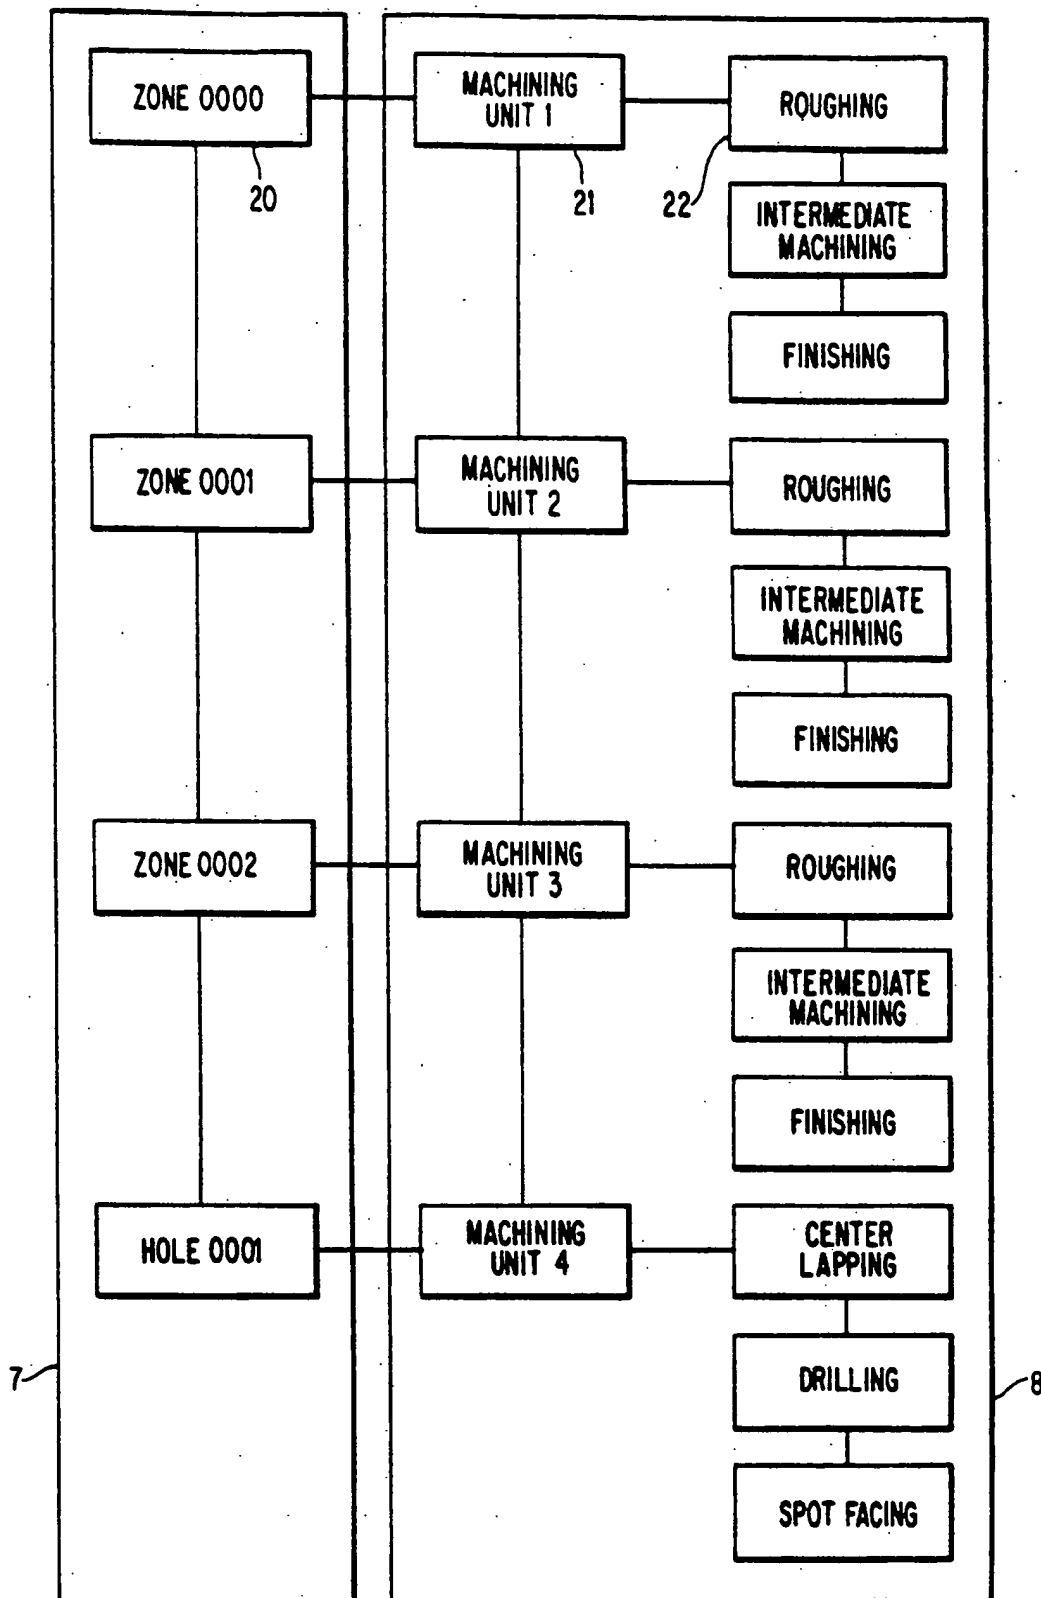 ZONE 0000
MACHINING
UNIT 1
ROUGHING
20
21
22
INTERMEDIATE
MACHINING
FINISHING
ZONE 0001
MACHINING
UNIT 2
ROUGHING
INTERMEDIATE
MACHINING
FINISHING
ZONE 0002
MACHINING
UNIT 3
ROUGHING
INTERMEDIATE
MACHINING
FINISHING
HOLE 0001
MACHINING
UNIT 4
CENTER
LAPPING
7
DRILLING
8
SPOT FACING